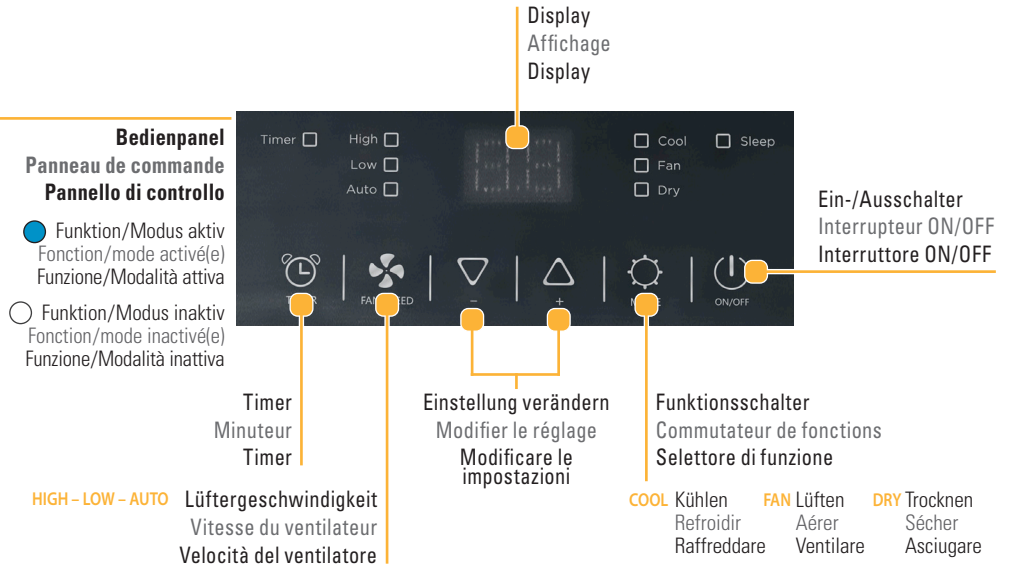 Display
Affichage
Display
Bedienpanel
Panneau de commande
Pannello di controllo
Funktion/Modus aktiv
Fonction/mode activé(e)
Funzione/Modalità attiva
Funktion/Modus inaktiv
Fonction/mode inactivé(e)
Funzione/Modalità inattiva
Timer High Cool Sleep
Low Fan
Auto Dry
– + ON/OFF
Ein-/Ausschalter
Interrupteur ON/OFF
Interruttore ON/OFF
Timer
Minuteur
Timer
HIGH – LOW – AUTO Lüftergeschwindigkeit
Vitesse du ventilateur
Velocità del ventilatore
Einstellung verändern
Modifier le réglage
Modificare le
impostazioni
Funktionsschalter
Commutateur de fonctions
Selettore di funzione
COOL Kühlen FAN Lüften DRY Trocknen
Refroidir Aérer Sécher
Raffreddare Ventilare Asciugare